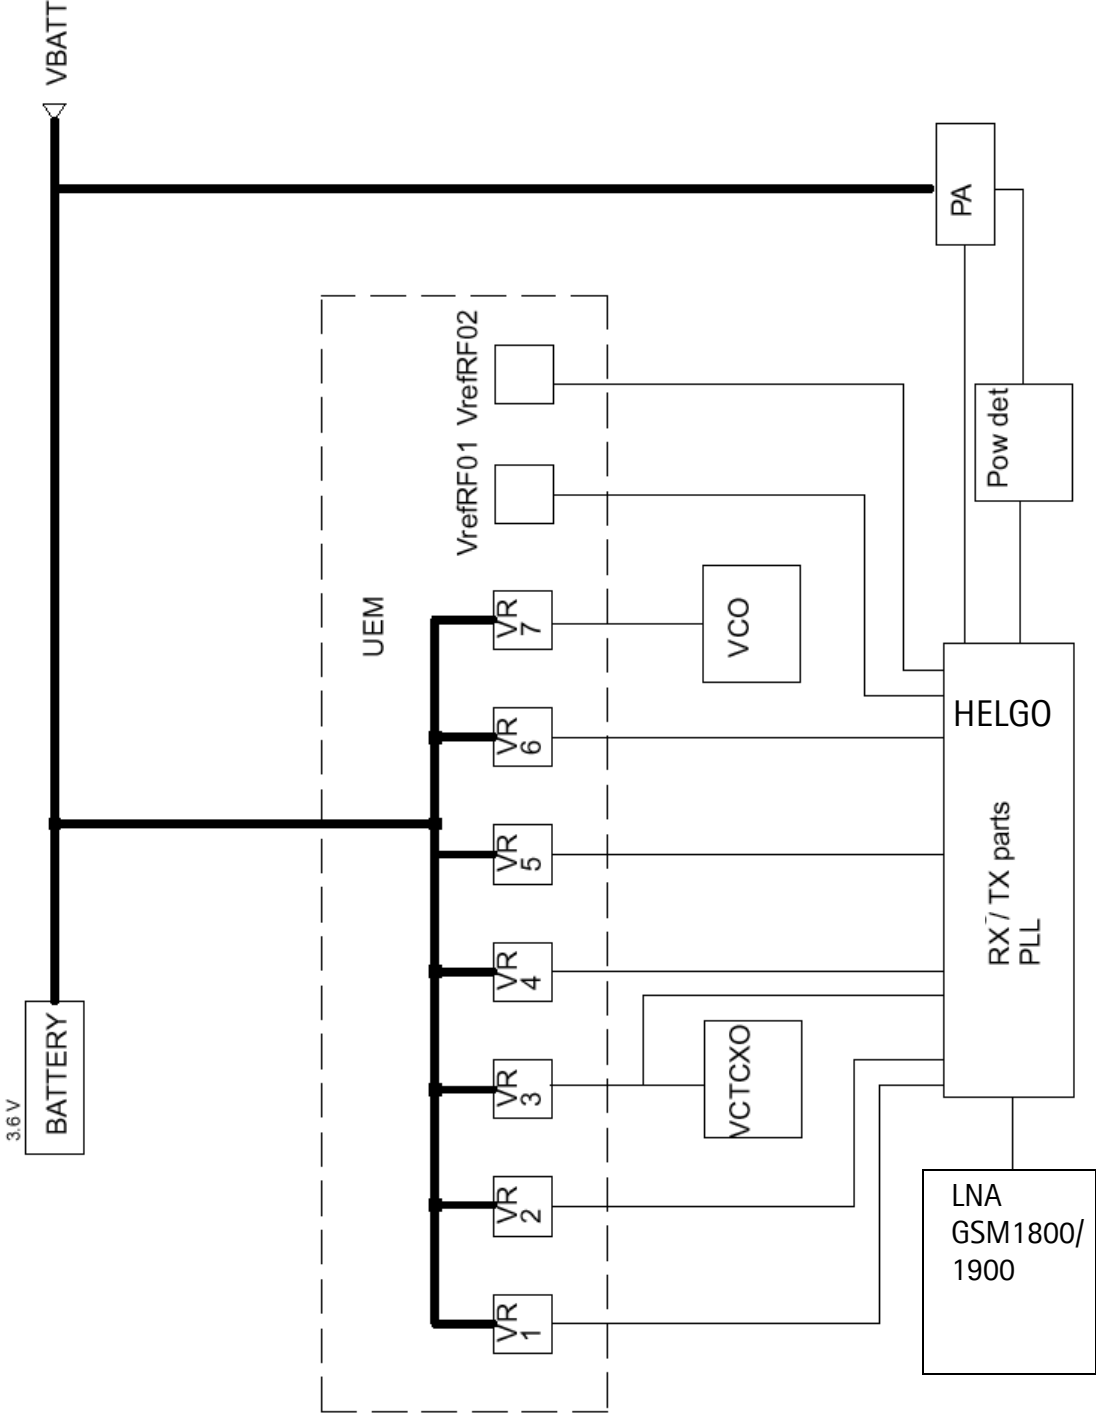 VBATT
PA
VrefRF02
VrefRF01
Pow det
UEM
VR
7
VCO
VR
6
HELGO
VR
5
RX / TX parts
PLL
VR
4
3.6 V
BATTERY
VR
3
VCTCXO
VR
2
LNA
GSM1800/
1900
VR
1